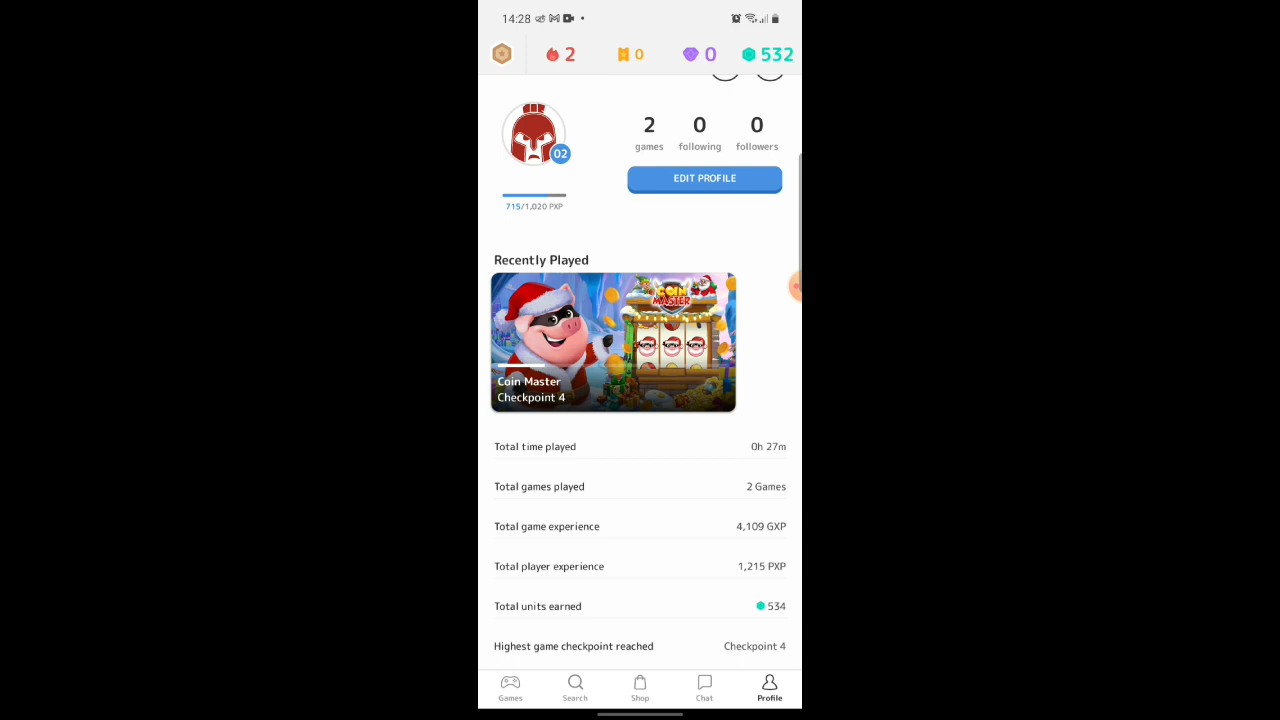 14:28
2 0 0 532
02
2 0 0
games following followers
EDIT PROFILE
715/1,020 PXP
Recently Played
COIN MASTER
Coin Master
Checkpoint 4
Total time played 0h 27m
Total games played 2 Games
Total game experience 4,109 GXP
Total player experience 1,215 PXP
Total units earned 534
Highest game checkpoint reached Checkpoint 4
Games Search Shop Chat Profile